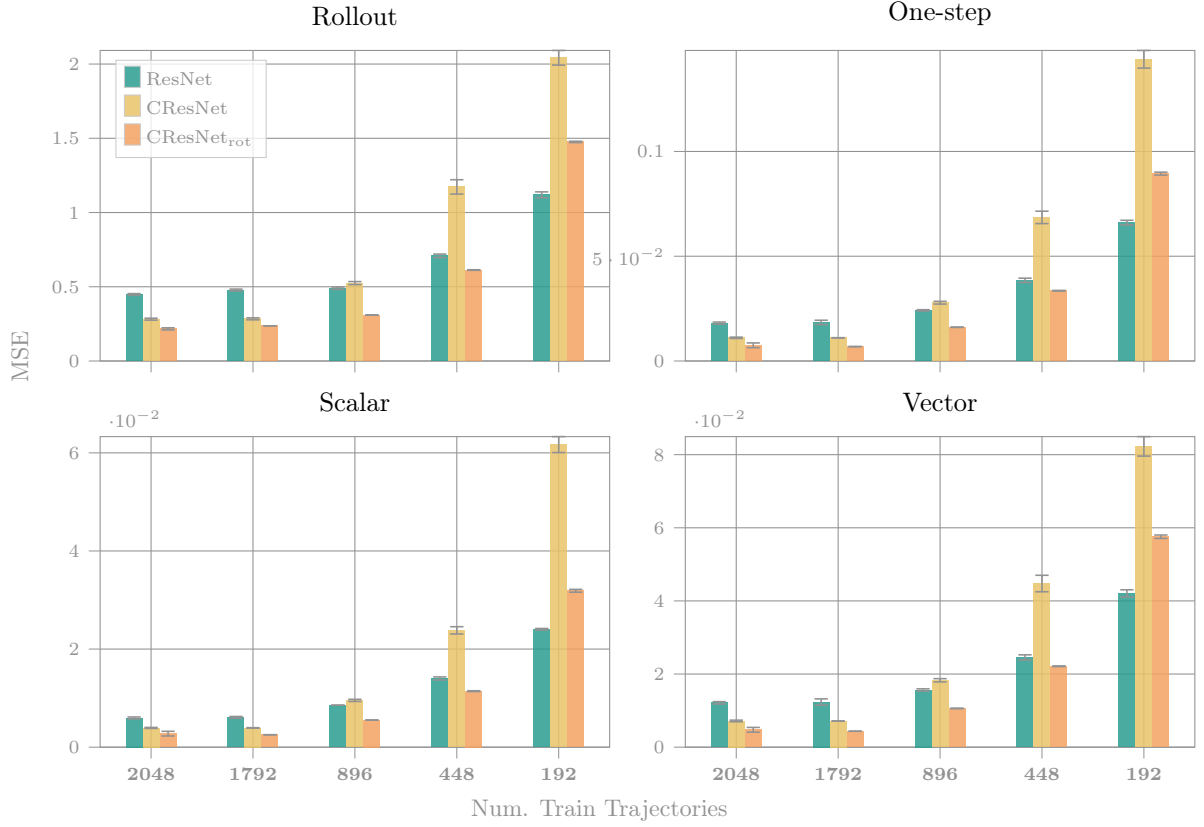 Rollout
One-step
2
1.5
1
0.5
0
ResNet
CResNet
CResNet_rot
0.1
5 · 10^−2
0
MSE
Scalar
Vector
·10^−2
6
4
2
0
·10^−2
8
6
4
2
0
2048 1792 896 448 192
2048 1792 896 448 192
Num. Train Trajectories